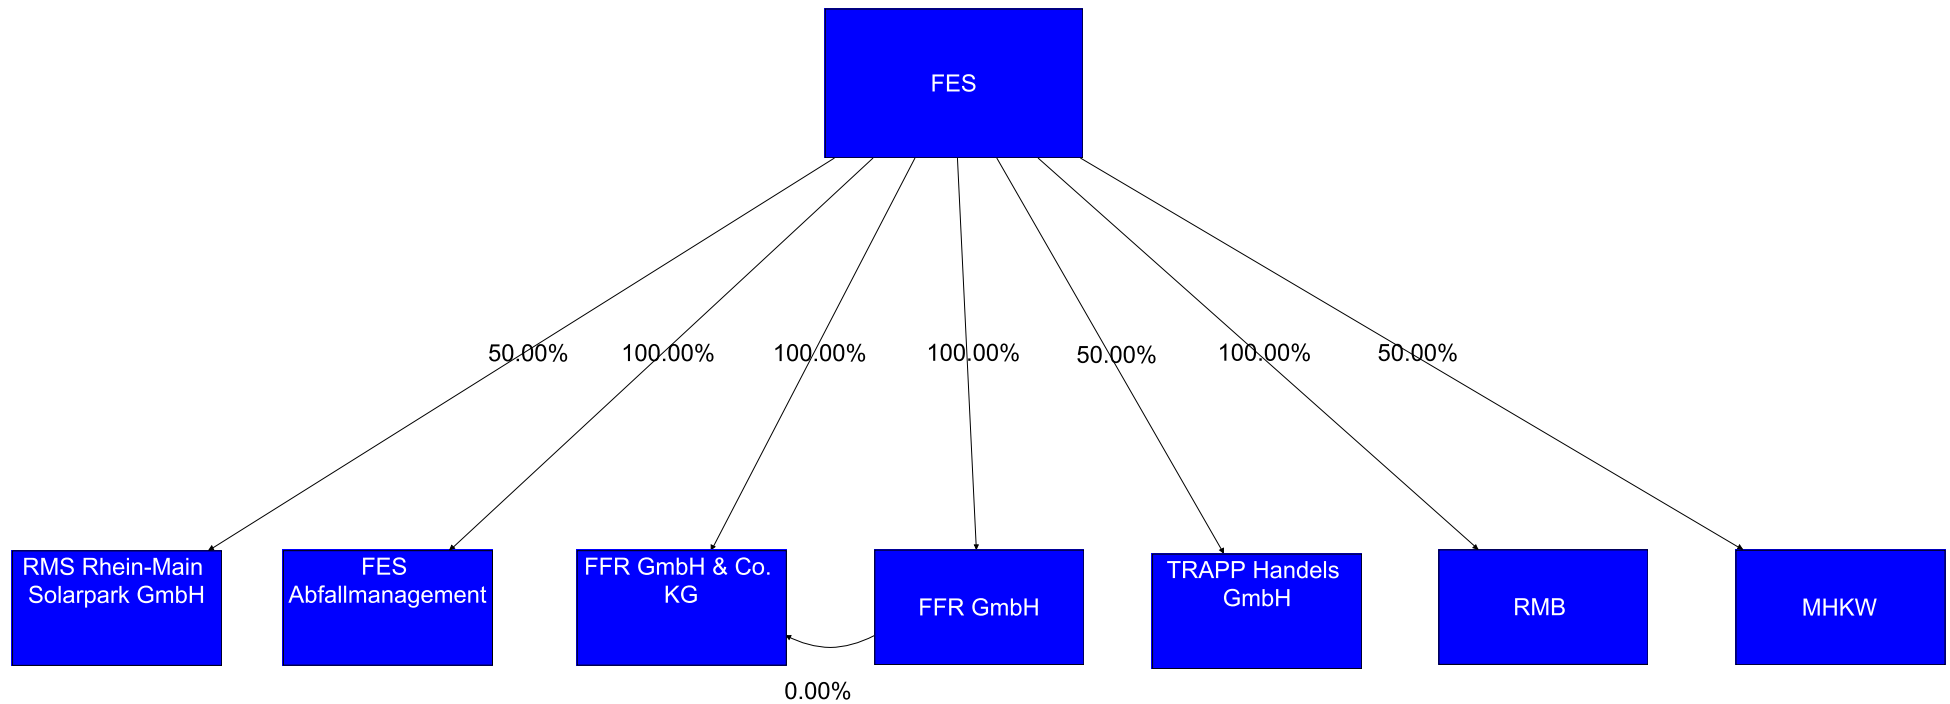 FES
50.00%
100.00%
100.00%
100.00%
50.00%
100.00%
50.00%
RMS Rhein-Main
Solarpark GmbH
FES
Abfallmanagement
FFR GmbH & Co.
KG
FFR GmbH
TRAPP Handels
GmbH
RMB
MHKW
0.00%